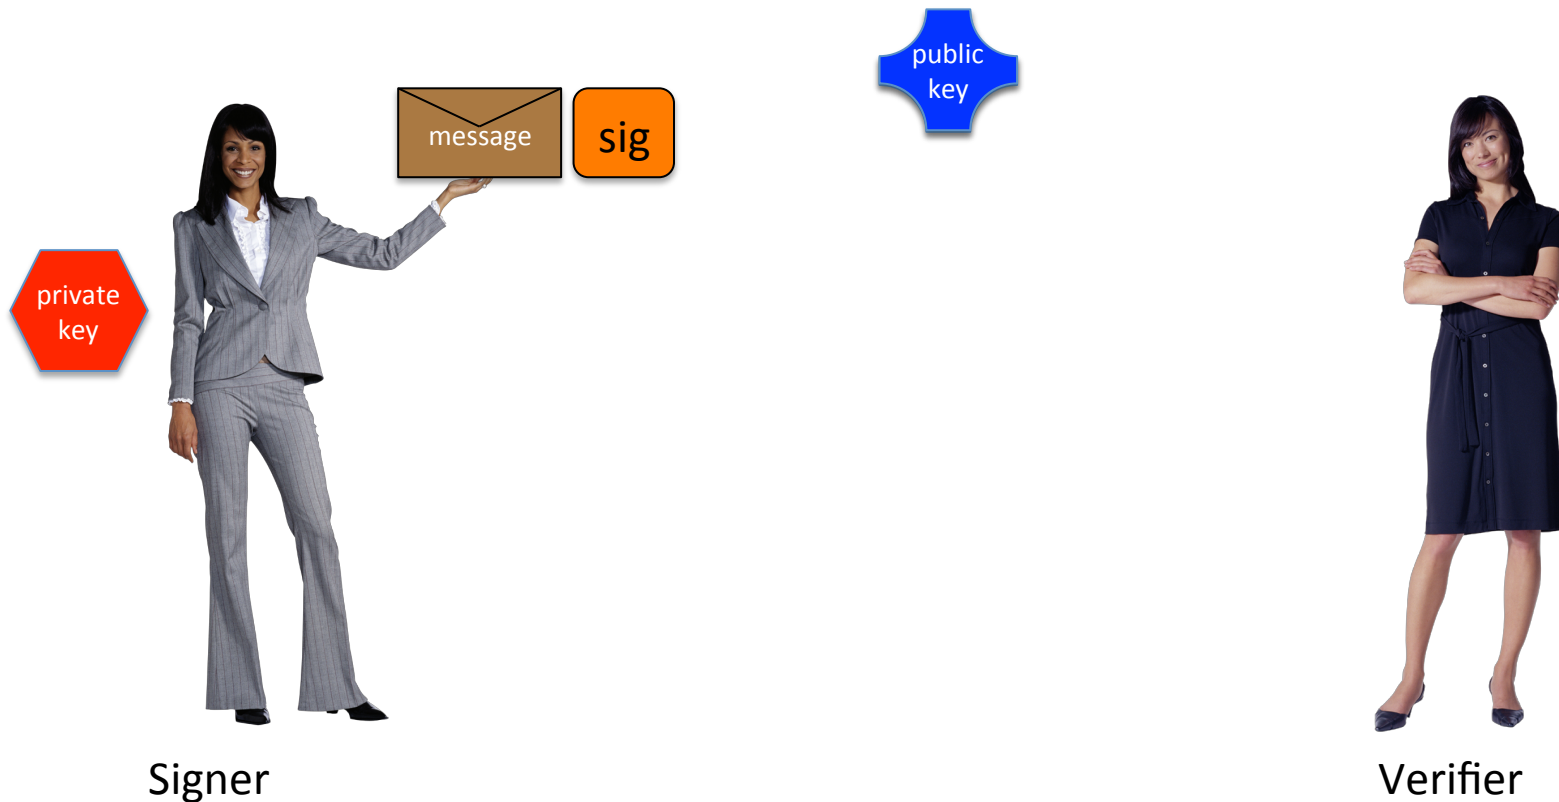 public
key
message
sig
private
key
Signer
Verifier